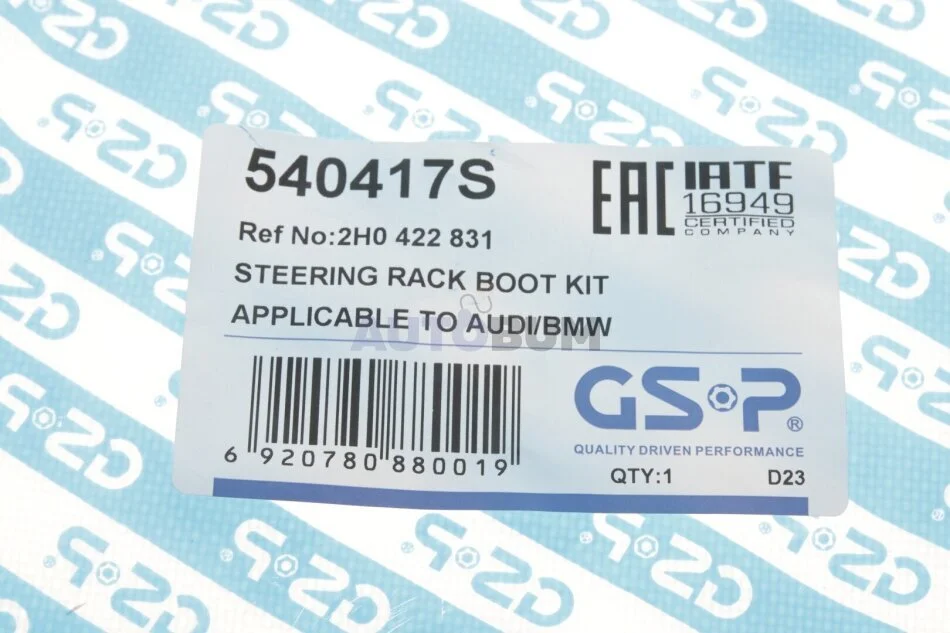 540417S
EAC
IATF
16949
CERTIFIED
COMPANY
Ref No:2H0 422 831
STEERING RACK BOOT KIT
APPLICABLE TO AUDI/BMW
AUTOBUM
6 920780 880019
GSP®
QUALITY DRIVEN PERFORMANCE
QTY:1 D23